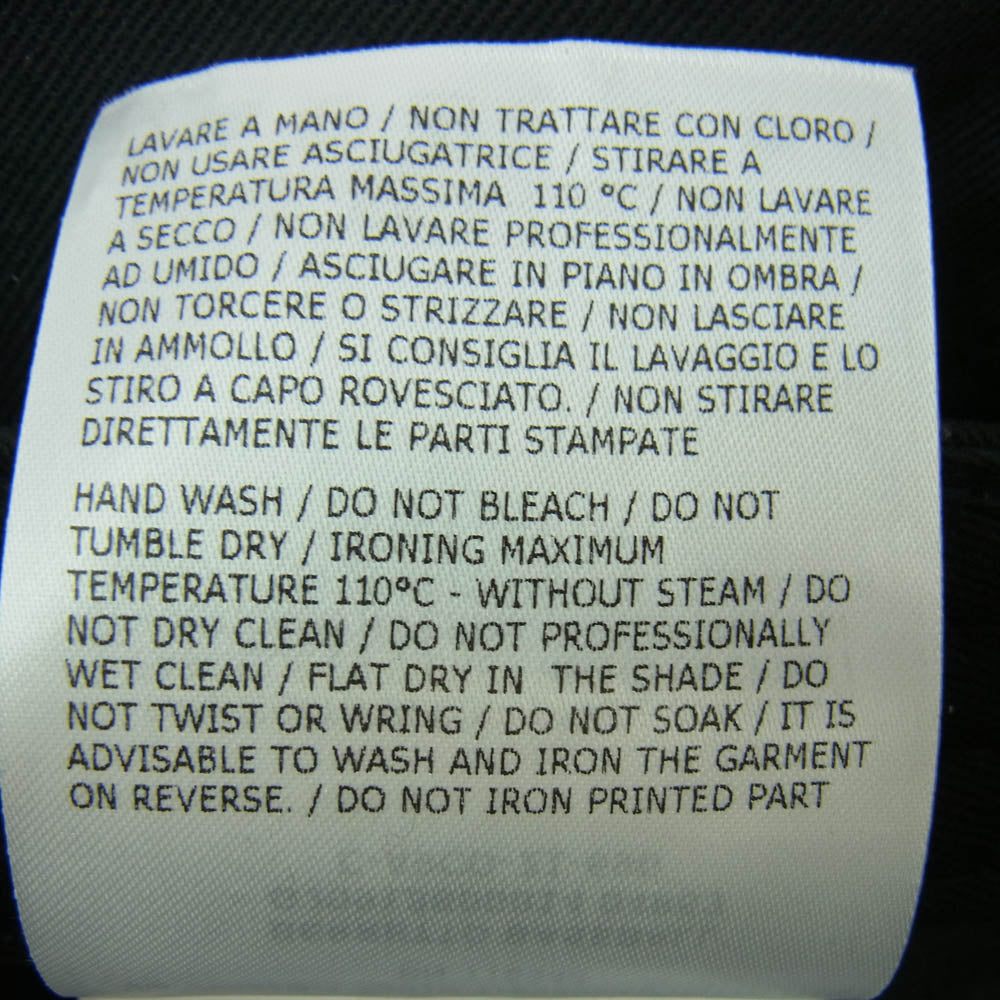 LAVARE A MANO / NON TRATTARE CON CLORO /
NON USARE ASCIUGATRICE / STIRARE A
TEMPERATURA MASSIMA 110 °C / NON LAVARE
A SECCO / NON LAVARE PROFESSIONALMENTE
AD UMIDO / ASCIUGARE IN PIANO IN OMBRA /
NON TORCERE O STRIZZARE / NON LASCIARE
IN AMMOLLO / SI CONSIGLIA IL LAVAGGIO E LO
STIRO A CAPO ROVESCIATO. / NON STIRARE
DIRETTAMENTE LE PARTI STAMPATE
HAND WASH / DO NOT BLEACH / DO NOT
TUMBLE DRY / IRONING MAXIMUM
TEMPERATURE 110°C - WITHOUT STEAM / DO
NOT DRY CLEAN / DO NOT PROFESSIONALLY
WET CLEAN / FLAT DRY IN THE SHADE / DO
NOT TWIST OR WRING / DO NOT SOAK / IT IS
ADVISABLE TO WASH AND IRON THE GARMENT
ON REVERSE. / DO NOT IRON PRINTED PART